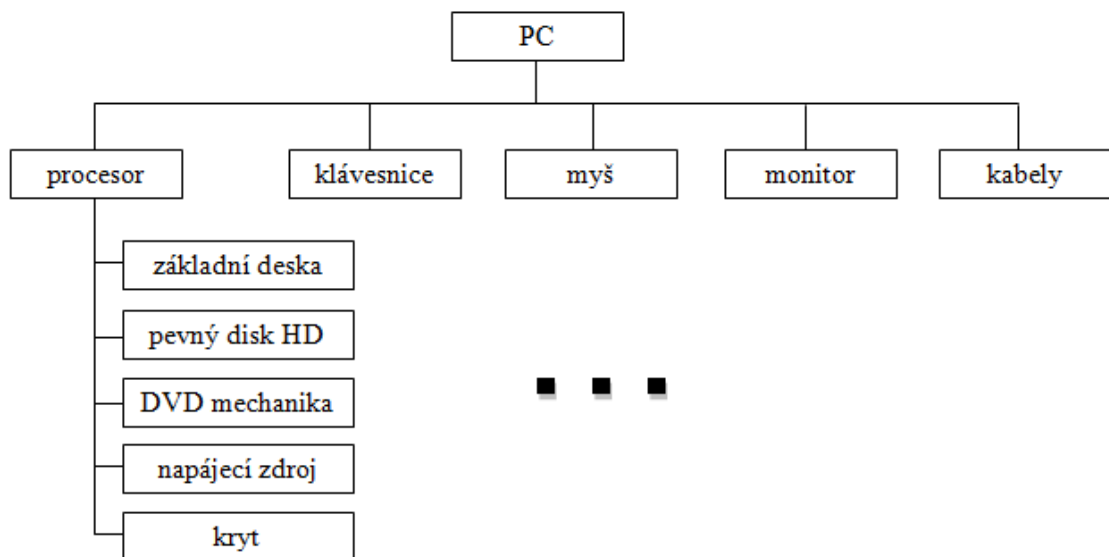 PC
procesor
klávesnice
myš
monitor
kabely
základní deska
pevný disk HD
DVD mechanika
napájecí zdroj
kryt